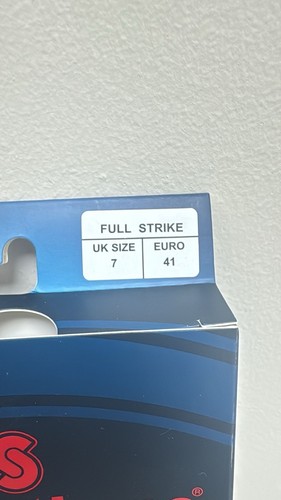 FULL STRIKE
UK SIZE EURO
7 41
S
®